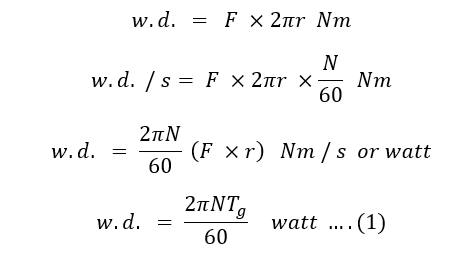 w.d. = F × 2πr Nm
w.d. / s = F × 2πr × N/60 Nm
w.d. = 2πN/60 (F × r) Nm / s or watt
w.d. = 2πNT_g/60 watt ....(1)